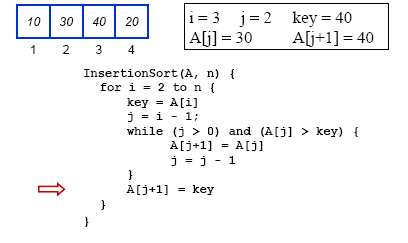 10 30 40 20
1 2 3 4
i = 3 j = 2 key = 40
A[j] = 30 A[j+1] = 40
InsertionSort(A, n) {
for i = 2 to n {
key = A[i]
j = i - 1;
while (j > 0) and (A[j] > key) {
A[j+1] = A[j]
j = j - 1
}
A[j+1] = key
}
}